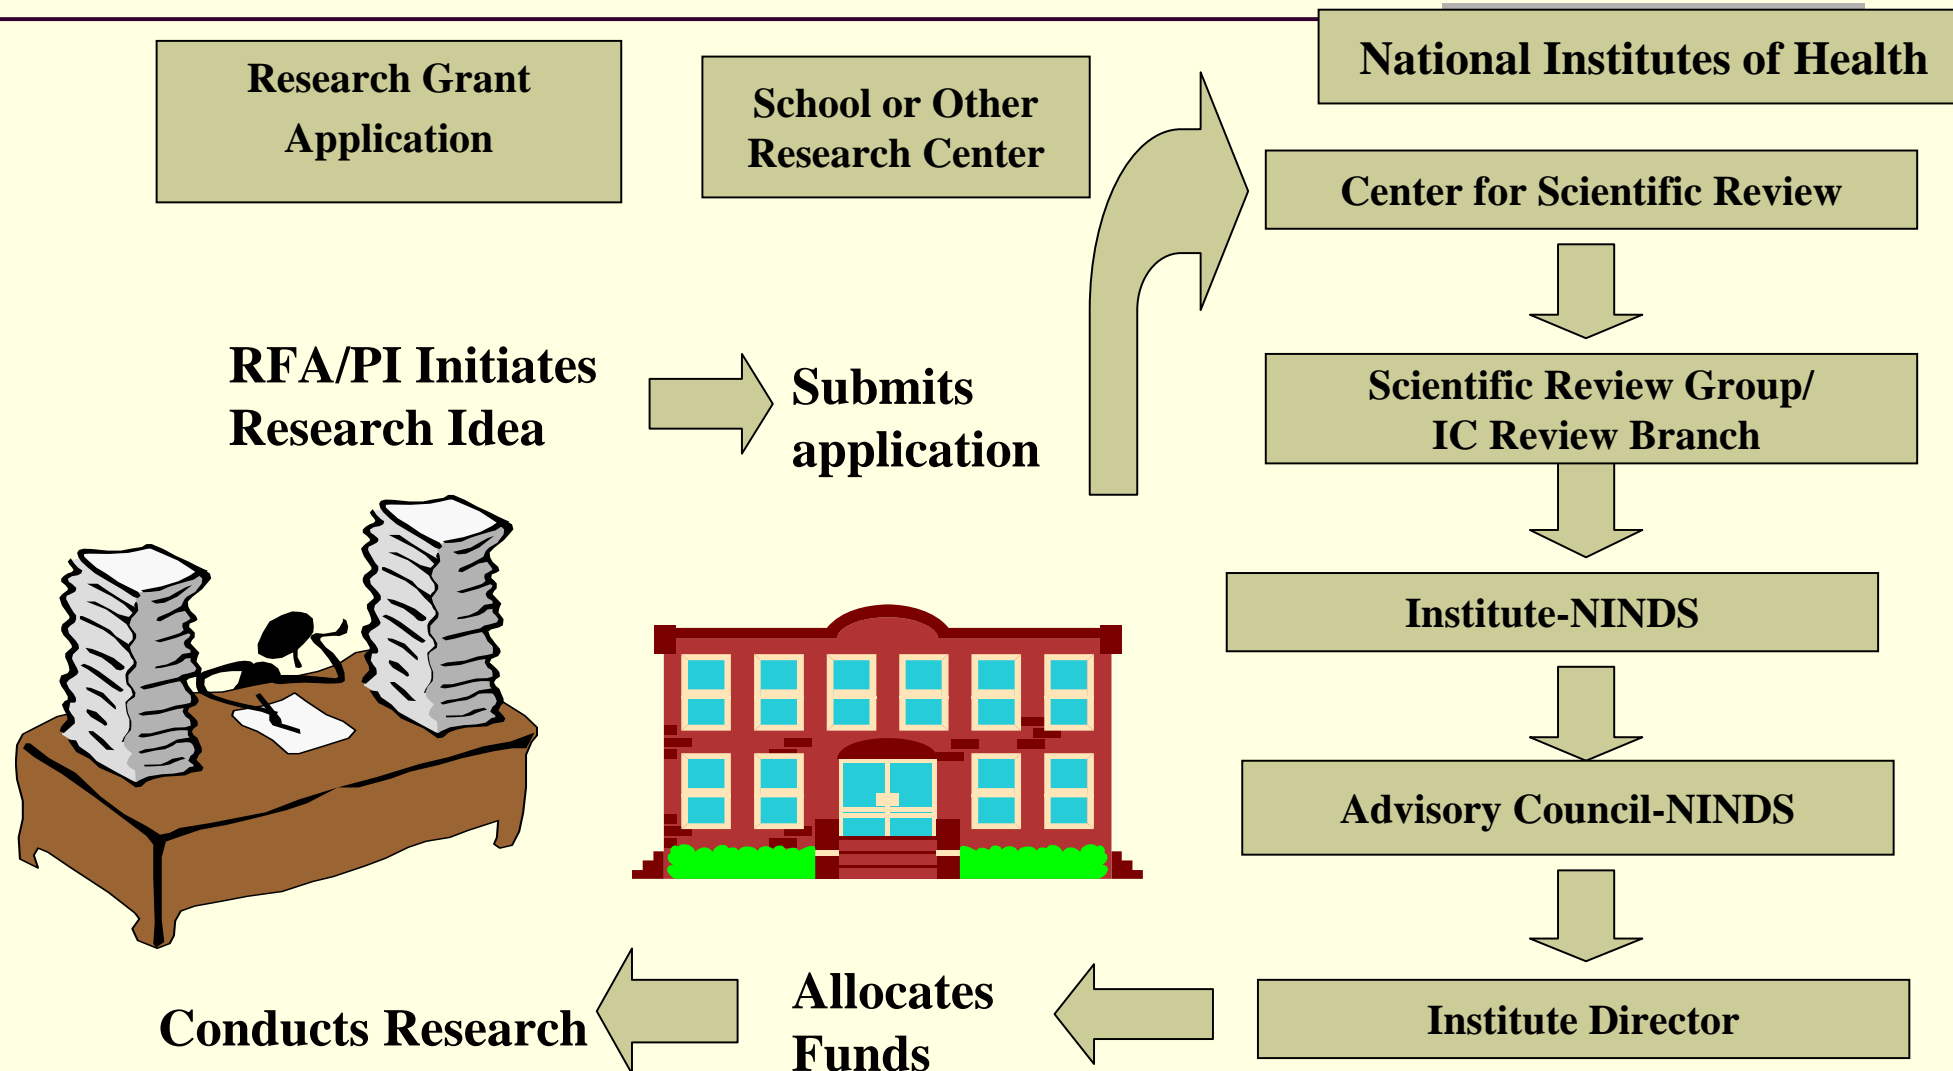 Research Grant
Application
School or Other
Research Center
National Institutes of Health
Center for Scientific Review
Scientific Review Group/
IC Review Branch
Institute-NINDS
Advisory Council-NINDS
Institute Director
RFA/PI Initiates
Research Idea
Submits
application
Allocates
Funds
Conducts Research